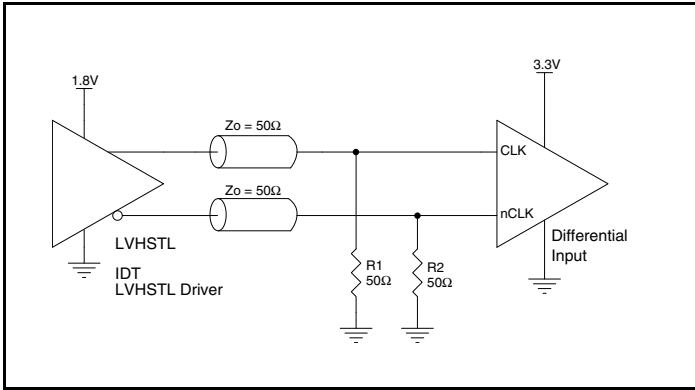 1.8V
3.3V
Zo = 50Ω
CLK
Zo = 50Ω
nCLK
LVHSTL
IDT
LVHSTL Driver
R1
50Ω
R2
50Ω
Differential
Input